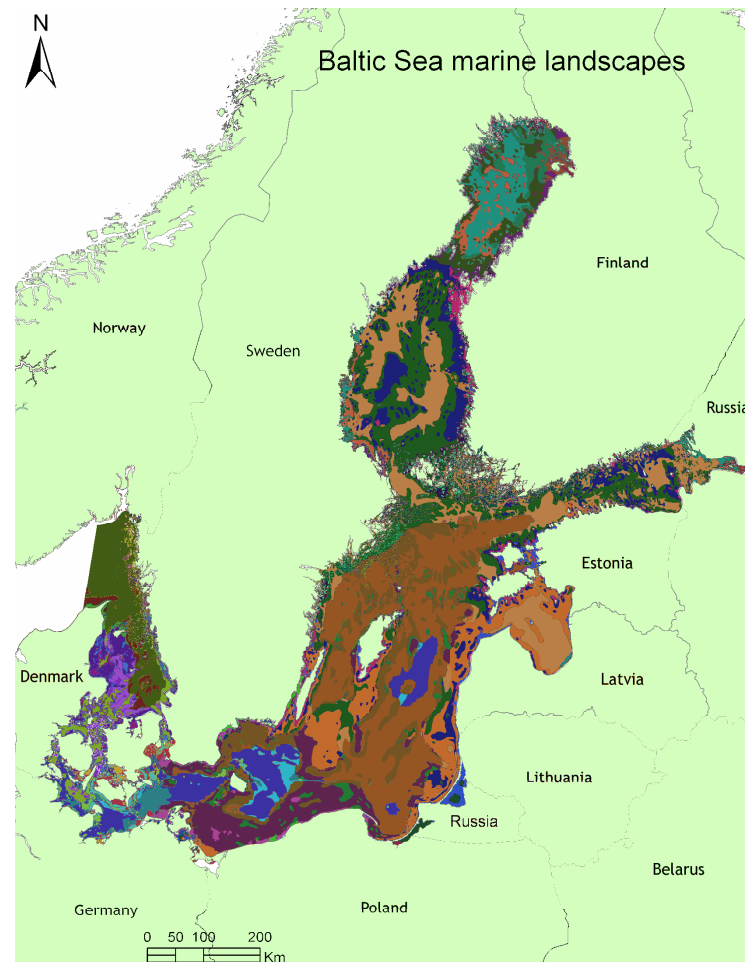 N
Baltic Sea marine landscapes
Finland
Norway
Sweden
Russia
Estonia
Denmark
Latvia
Lithuania
Russia
Belarus
Germany
Poland
0 50 100 200
Km